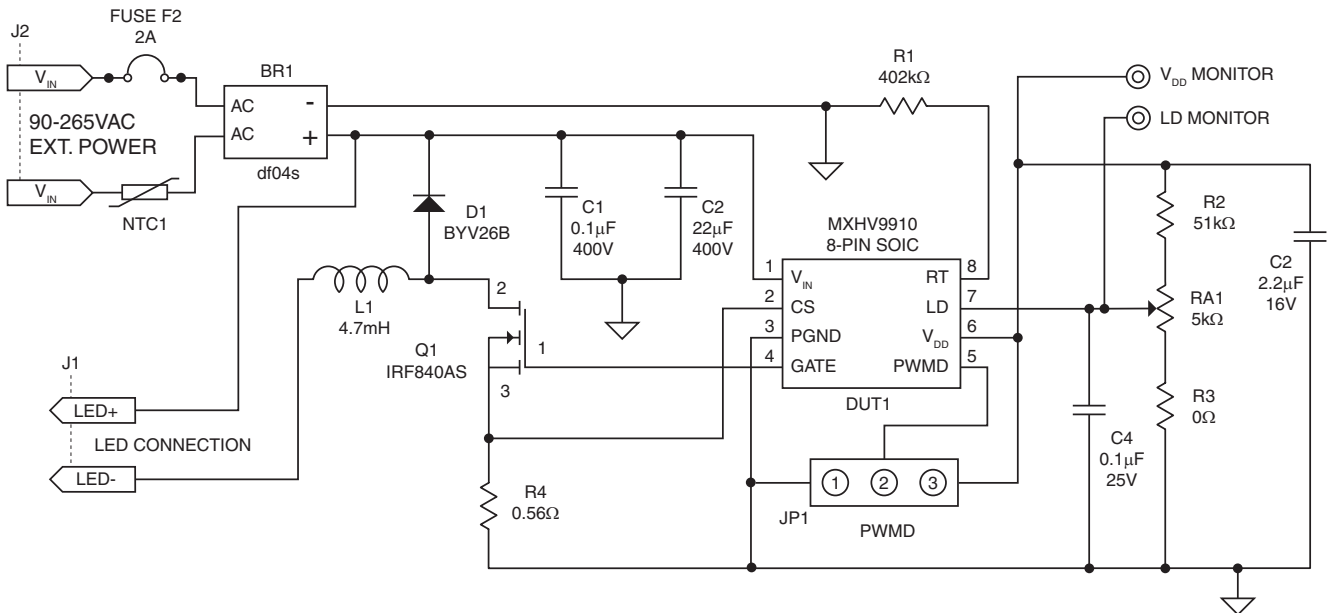 FUSE F2
2A
J2
V_IN
90-265VAC
EXT. POWER
V_IN
NTC1
BR1
AC
AC
-
+
df04s
R1
402kΩ
V_DD MONITOR
LD MONITOR
D1
BYV26B
C1
0.1μF
400V
C2
22μF
400V
MXHV9910
8-PIN SOIC
1
2
3
4
V_IN
CS
PGND
GATE
RT
LD
V_DD
PWMD
8
7
6
5
DUT1
R2
51kΩ
RA1
5kΩ
R3
0Ω
C2
2.2μF
16V
L1
4.7mH
2
1
3
Q1
IRF840AS
J1
LED+
LED CONNECTION
LED-
R4
0.56Ω
JP1
1
2
3
PWMD
C4
0.1μF
25V